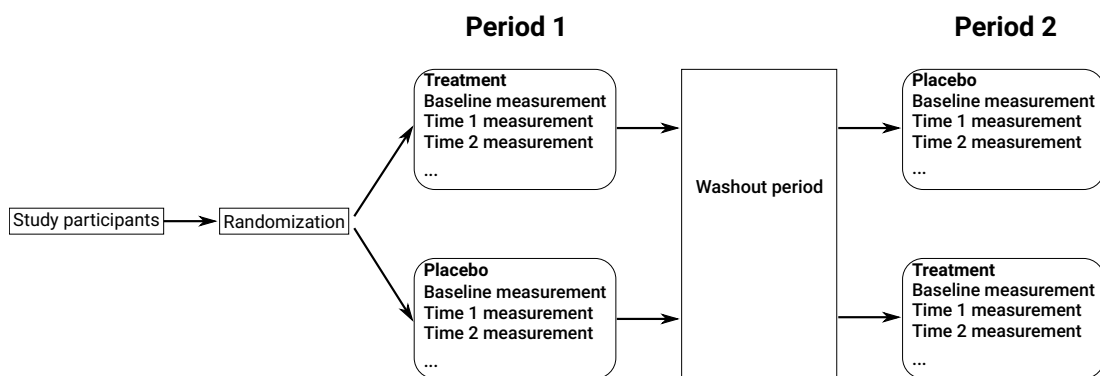 Period 1
Period 2
Treatment
Baseline measurement
Time 1 measurement
Time 2 measurement
...
Placebo
Baseline measurement
Time 1 measurement
Time 2 measurement
...
Washout period
Study participants
Randomization
Placebo
Baseline measurement
Time 1 measurement
Time 2 measurement
...
Treatment
Baseline measurement
Time 1 measurement
Time 2 measurement
...